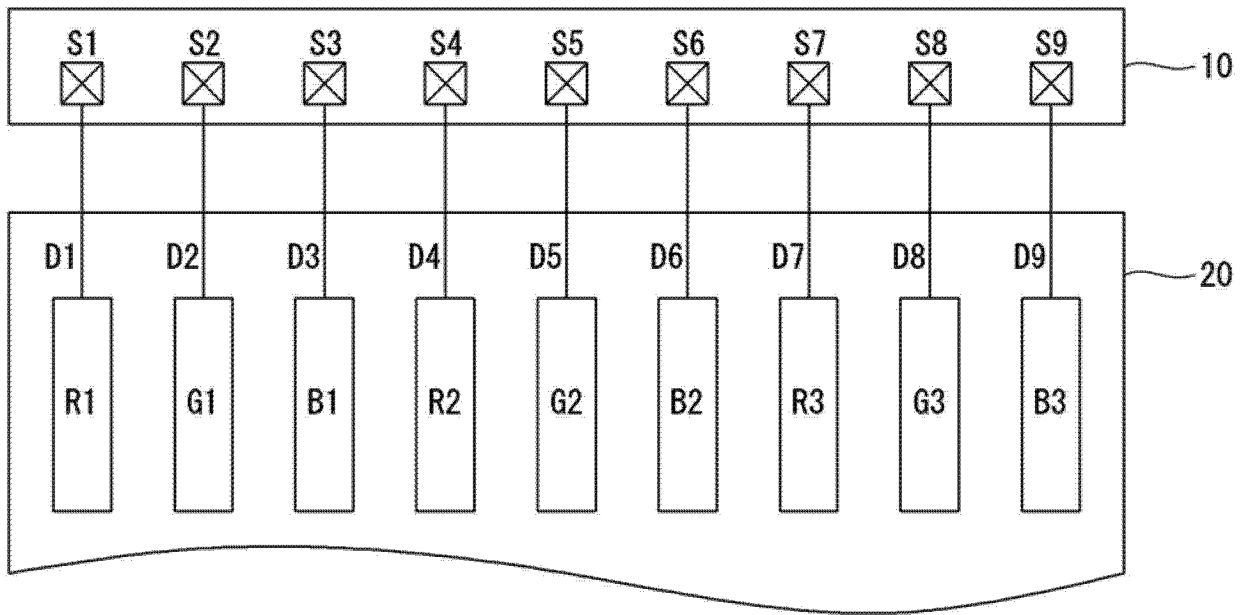 S1 S2 S3 S4 S5 S6 S7 S8 S9
10
D1 D2 D3 D4 D5 D6 D7 D8 D9
20
R1 G1 B1 R2 G2 B2 R3 G3 B3